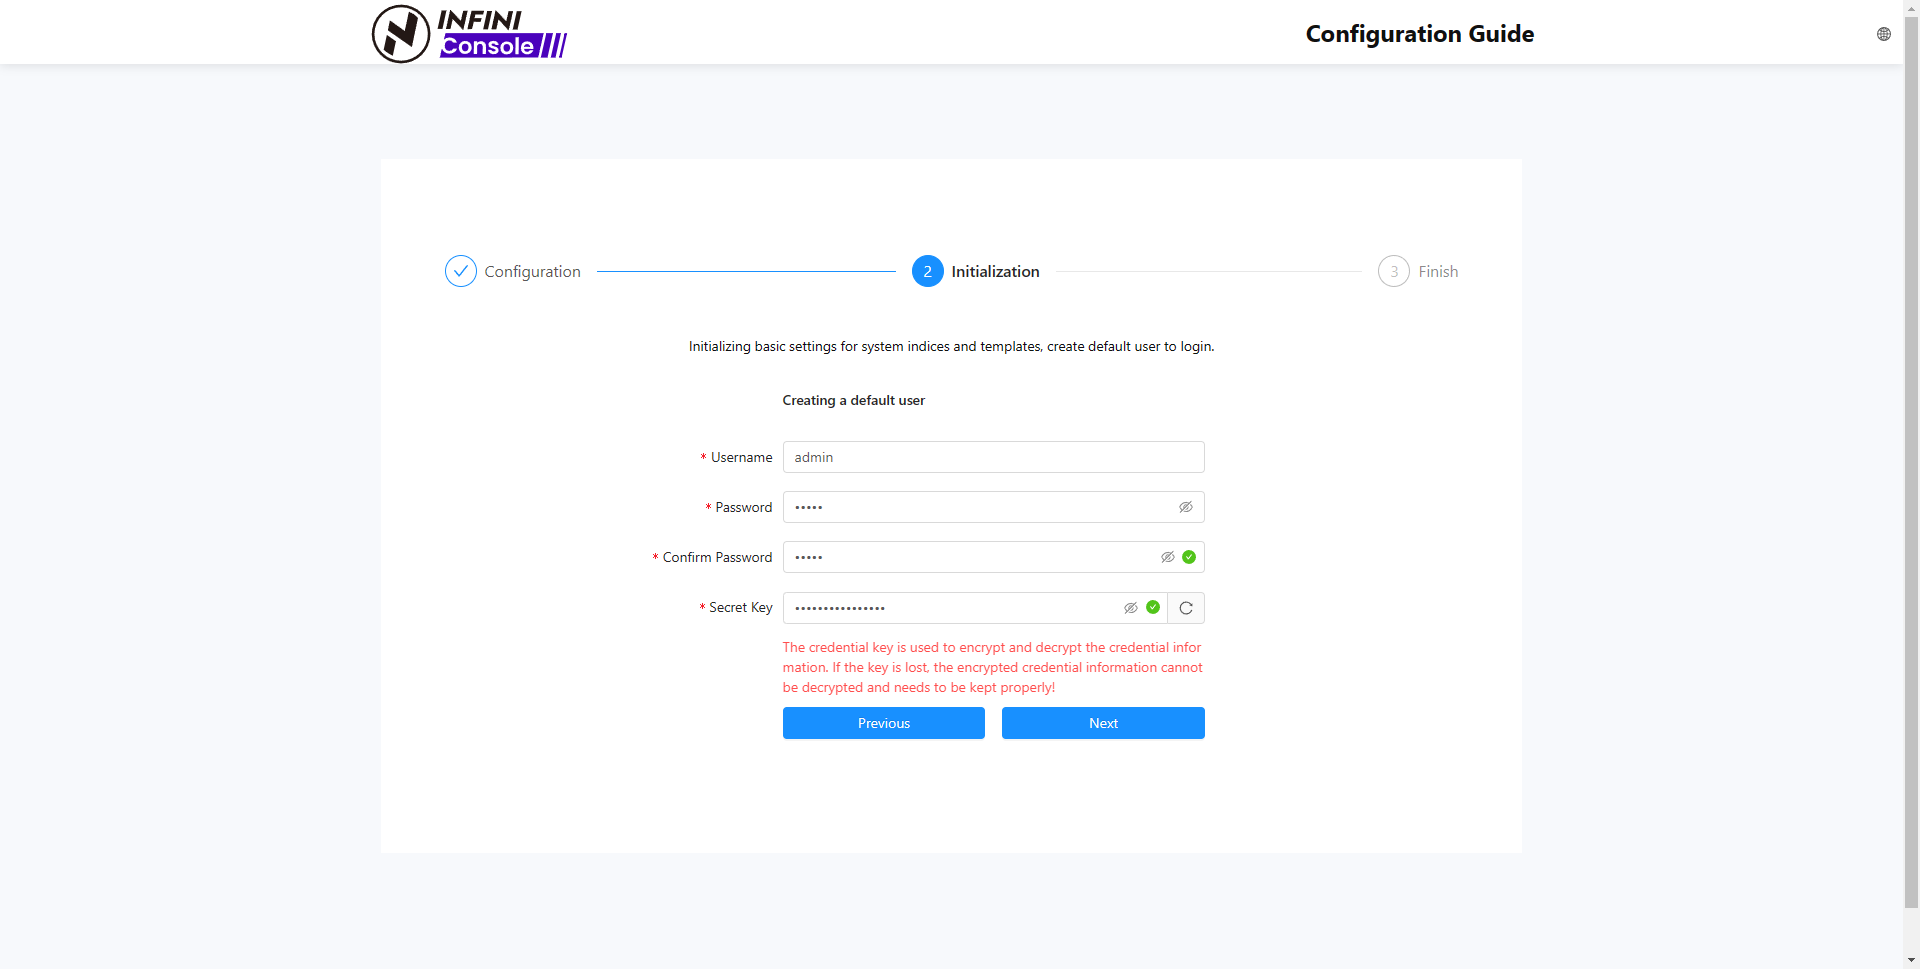 INFINI
Console
Configuration Guide
Configuration
2 Initialization
3 Finish
Initializing basic settings for system indices and templates, create default user to login.
Creating a default user
* Username admin
* Password •••••
* Confirm Password •••••
* Secret Key ••••••••••••••••
The credential key is used to encrypt and decrypt the credential infor
mation. If the key is lost, the encrypted credential information cannot
be decrypted and needs to be kept properly!
Previous Next